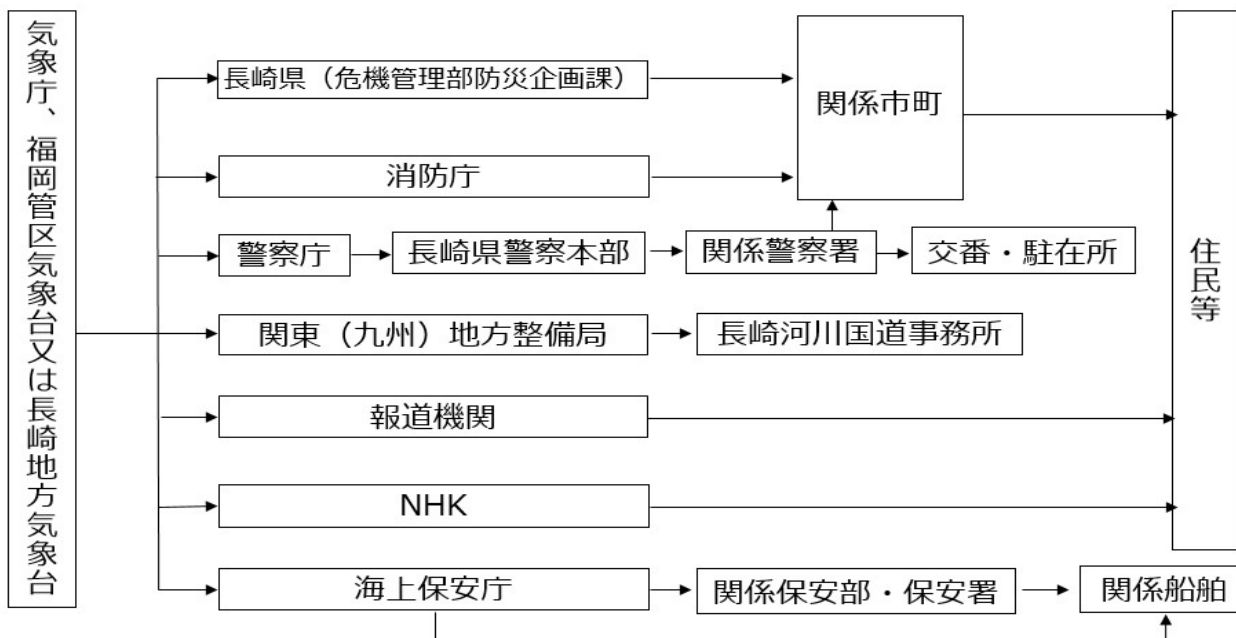 気象庁、福岡管区気象台又は長崎地方気象台
長崎県（危機管理部防災企画課）
関係市町
消防庁
警察庁
長崎県警察本部
関係警察署
交番・駐在所
住民等
関東（九州）地方整備局
長崎河川国道事務所
報道機関
NHK
海上保安庁
関係保安部・保安署
関係船舶